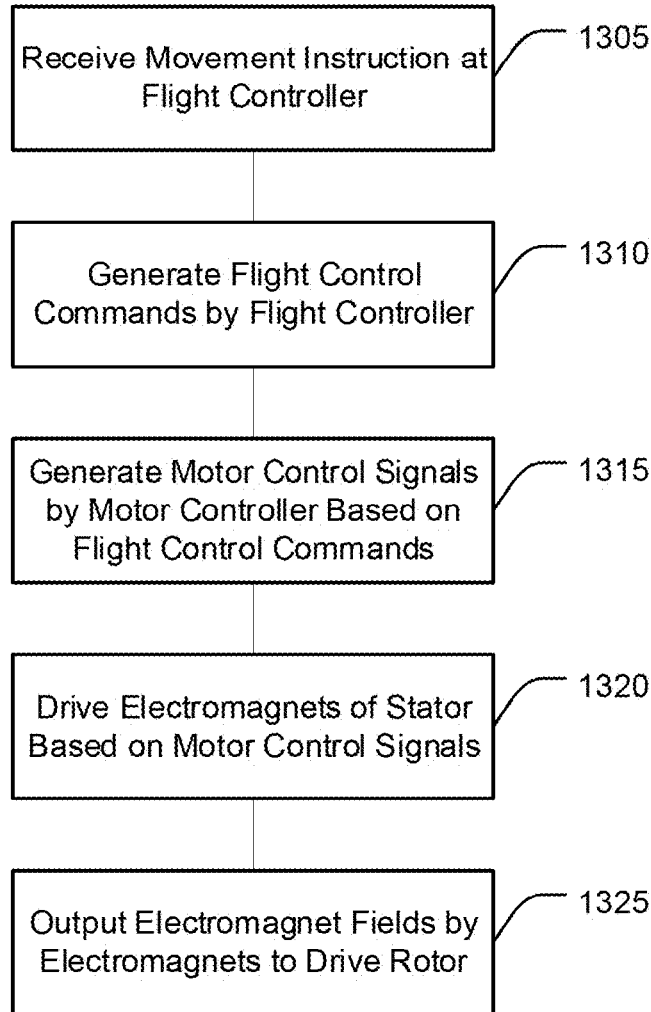 Receive Movement Instruction at
Flight Controller
1305
Generate Flight Control
Commands by Flight Controller
1310
Generate Motor Control Signals
by Motor Controller Based on
Flight Control Commands
1315
Drive Electromagnets of Stator
Based on Motor Control Signals
1320
Output Electromagnet Fields by
Electromagnets to Drive Rotor
1325